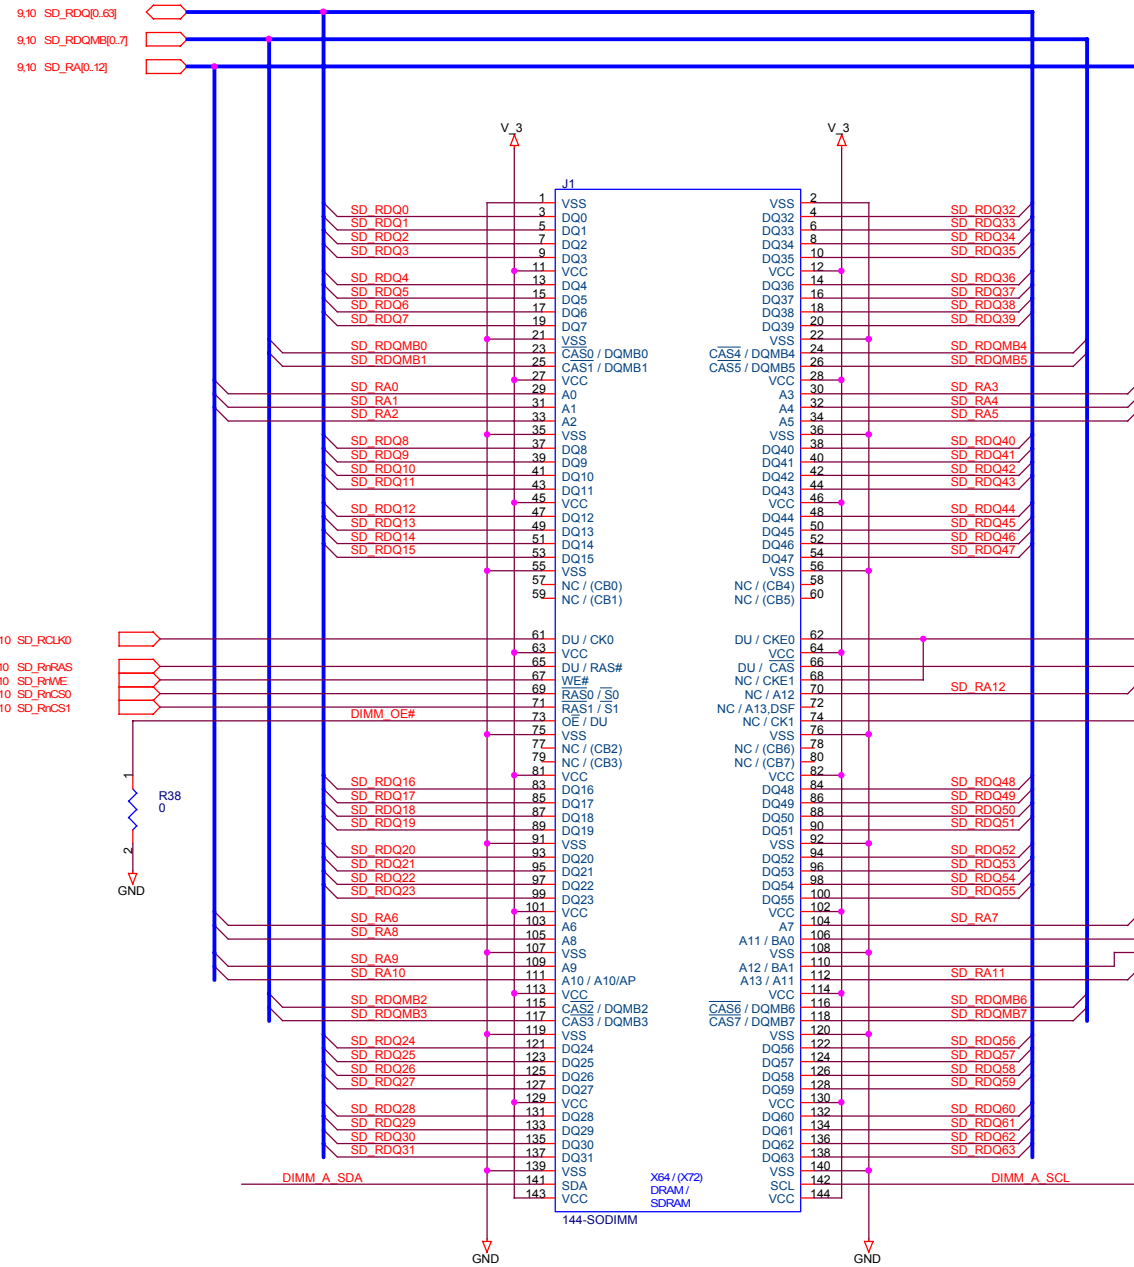 9,10 SD_RDQ[0..63]
9,10 SD_RDQMB[0..7]
9,10 SD_RA[0..12]
V_3 V_3
J1
1 VSS VSS 2
SD_RDQ0 3 DQ0 DQ32 4 SD_RDQ32
SD_RDQ1 5 DQ1 DQ33 6 SD_RDQ33
SD_RDQ2 7 DQ2 DQ34 8 SD_RDQ34
SD_RDQ3 9 DQ3 DQ35 10 SD_RDQ35
11 VCC VCC 12
SD_RDQ4 13 DQ4 DQ36 14 SD_RDQ36
SD_RDQ5 15 DQ5 DQ37 16 SD_RDQ37
SD_RDQ6 17 DQ6 DQ38 18 SD_RDQ38
SD_RDQ7 19 DQ7 DQ39 20 SD_RDQ39
21 VSS VSS 22
SD_RDQMB0 23 CAS0 / DQMB0 CAS4 / DQMB4 24 SD_RDQMB4
SD_RDQMB1 25 CAS1 / DQMB1 CAS5 / DQMB5 26 SD_RDQMB5
27 VCC VCC 28
SD_RA0 29 A0 A3 30 SD_RA3
SD_RA1 31 A1 A4 32 SD_RA4
SD_RA2 33 A2 A5 34 SD_RA5
35 VSS VSS 36
SD_RDQ8 37 DQ8 DQ40 38 SD_RDQ40
SD_RDQ9 39 DQ9 DQ41 40 SD_RDQ41
SD_RDQ10 41 DQ10 DQ42 42 SD_RDQ42
SD_RDQ11 43 DQ11 DQ43 44 SD_RDQ43
45 VCC VCC 46
SD_RDQ12 47 DQ12 DQ44 48 SD_RDQ44
SD_RDQ13 49 DQ13 DQ45 50 SD_RDQ45
SD_RDQ14 51 DQ14 DQ46 52 SD_RDQ46
SD_RDQ15 53 DQ15 DQ47 54 SD_RDQ47
55 VSS VSS 56
57 NC / (CB0) NC / (CB4) 58
59 NC / (CB1) NC / (CB5) 60
10 SD_RCLK0 61 DU / CK0 DU / CKE0 62
63 VCC VCC 64
10 SD_RnRAS 65 DU / RAS# DU / CAS 66
10 SD_RnWE 67 WE# NC / CKE1 68
10 SD_RnCS0 69 RAS0 / S0 NC / A12 70 SD_RA12
10 SD_RnCS1 71 RAS1 / S1 NC / A13,DSF 72
DIMM_OE# 73 OE / DU NC / CK1 74
75 VSS VSS 76
77 NC / (CB2) NC / (CB6) 78
79 NC / (CB3) NC / (CB7) 80
81 VCC VCC 82
SD_RDQ16 83 DQ16 DQ48 84 SD_RDQ48
SD_RDQ17 85 DQ17 DQ49 86 SD_RDQ49
SD_RDQ18 87 DQ18 DQ50 88 SD_RDQ50
SD_RDQ19 89 DQ19 DQ51 90 SD_RDQ51
1
R38
0
2
GND
91 VSS VSS 92
SD_RDQ20 93 DQ20 DQ52 94 SD_RDQ52
SD_RDQ21 95 DQ21 DQ53 96 SD_RDQ53
SD_RDQ22 97 DQ22 DQ54 98 SD_RDQ54
SD_RDQ23 99 DQ23 DQ55 100 SD_RDQ55
101 VCC VCC 102
SD_RA6 103 A6 A7 104 SD_RA7
SD_RA8 105 A8 A11 / BA0 106
107 VSS VSS 108
SD_RA9 109 A9 A12 / BA1 110
SD_RA10 111 A10 / A10/AP A13 / A11 112 SD_RA11
113 VCC VCC 114
SD_RDQMB2 115 CAS2 / DQMB2 CAS6 / DQMB6 116 SD_RDQMB6
SD_RDQMB3 117 CAS3 / DQMB3 CAS7 / DQMB7 118 SD_RDQMB7
119 VSS VSS 120
SD_RDQ24 121 DQ24 DQ56 122 SD_RDQ56
SD_RDQ25 123 DQ25 DQ57 124 SD_RDQ57
SD_RDQ26 125 DQ26 DQ58 126 SD_RDQ58
SD_RDQ27 127 DQ27 DQ59 128 SD_RDQ59
129 VCC VCC 130
SD_RDQ28 131 DQ28 DQ60 132 SD_RDQ60
SD_RDQ29 133 DQ29 DQ61 134 SD_RDQ61
SD_RDQ30 135 DQ30 DQ62 136 SD_RDQ62
SD_RDQ31 137 DQ31 DQ63 138 SD_RDQ63
139 VSS VSS 140
DIMM_A_SDA 141 SDA SCL 142 DIMM_A_SCL
143 VCC VCC 144
X64 / (X72)
DRAM /
SDRAM
144-SODIMM
GND GND